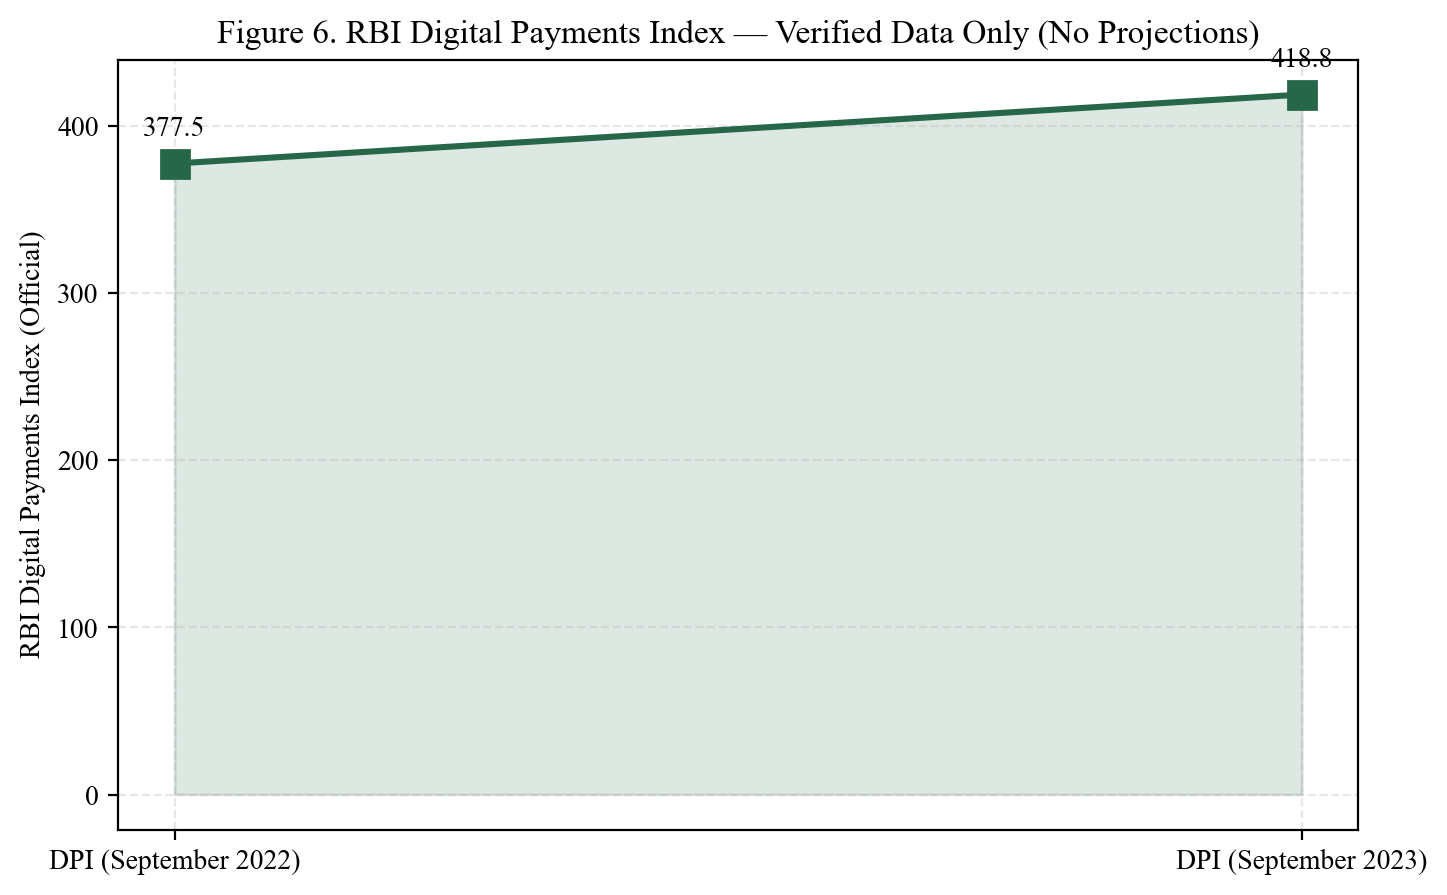 Figure 6. RBI Digital Payments Index — Verified Data Only (No Projections)
418.8
377.5
400
300
200
100
0
RBI Digital Payments Index (Official)
DPI (September 2022)
DPI (September 2023)